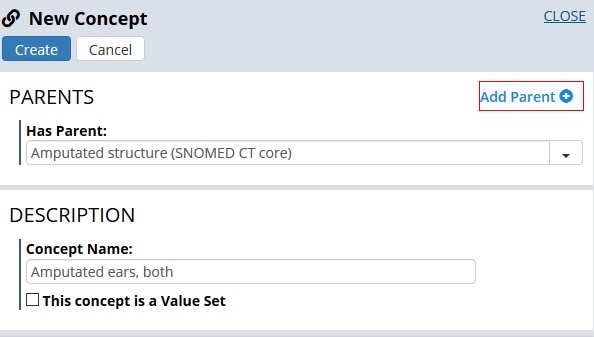 New Concept
CLOSE
Create
Cancel
PARENTS
Add Parent
Has Parent:
Amputated structure (SNOMED CT core)
DESCRIPTION
Concept Name:
Amputated ears, both
This concept is a Value Set